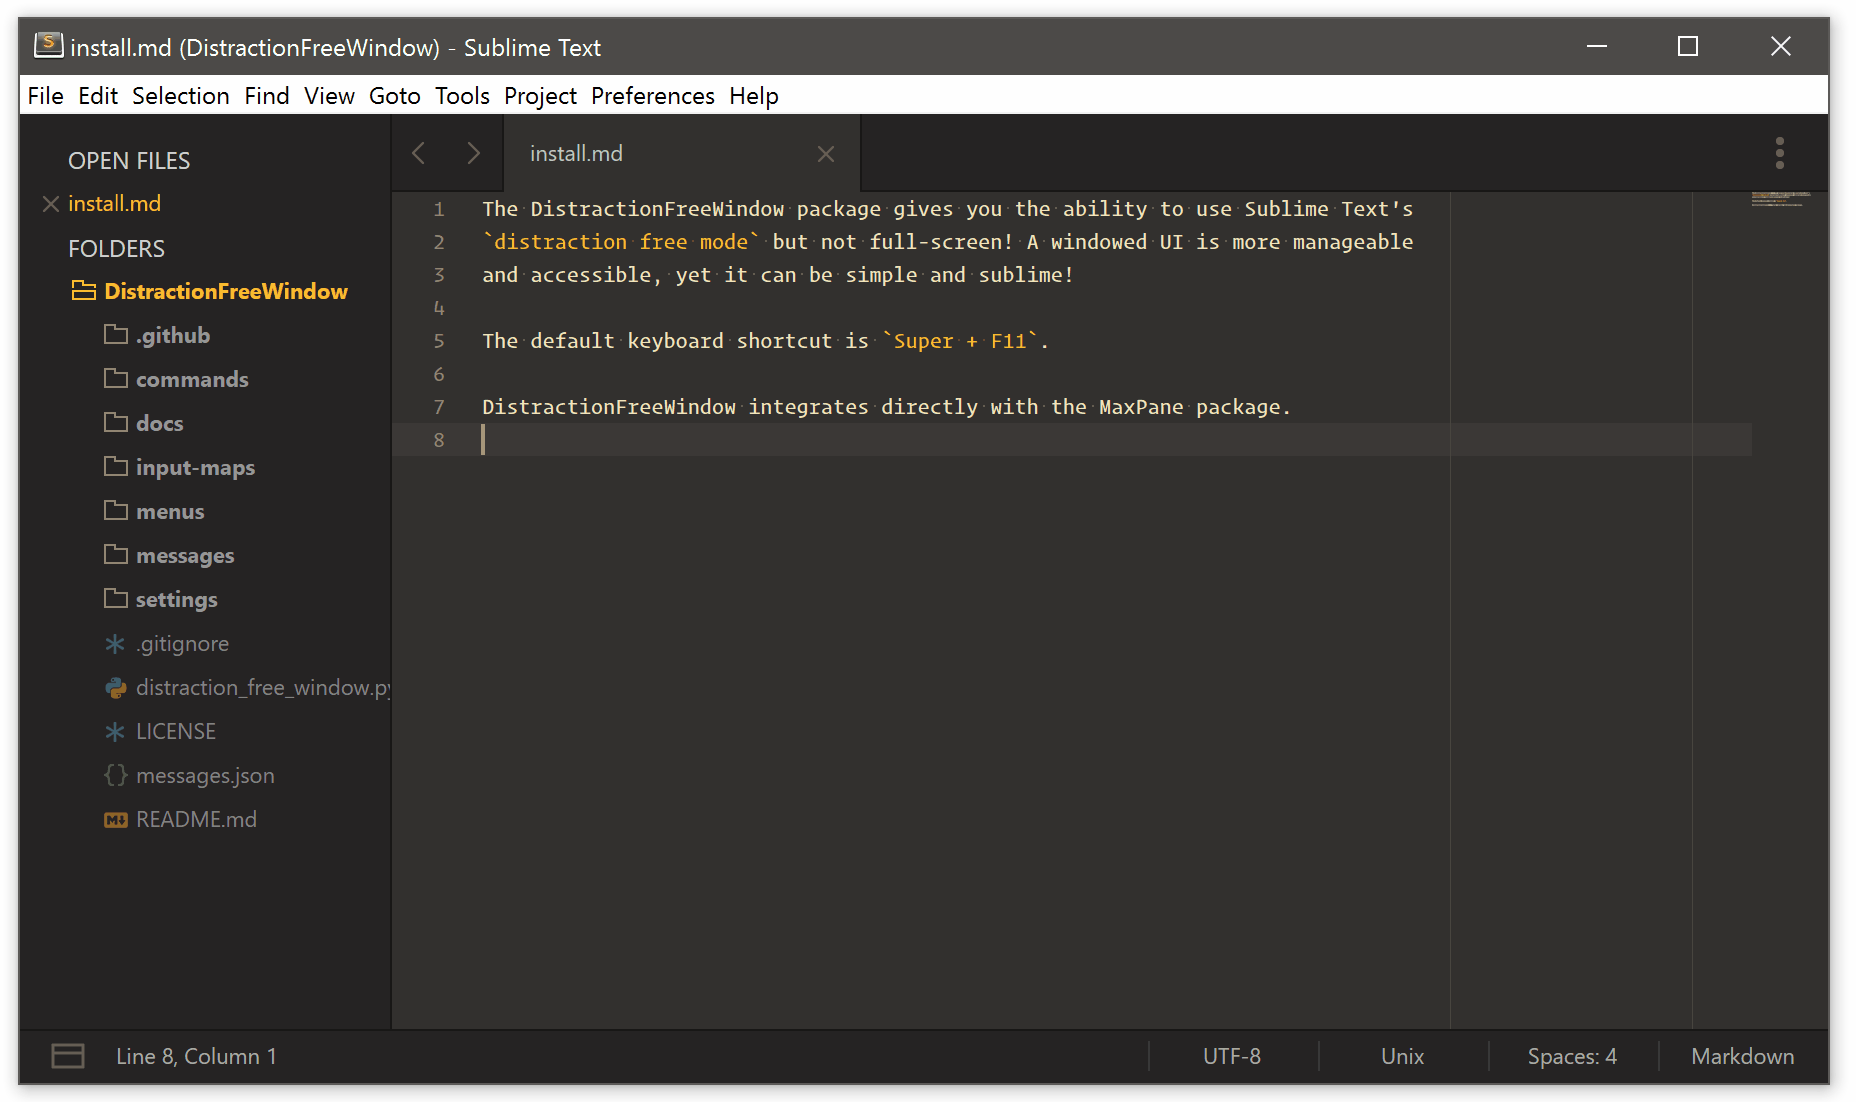 install.md (DistractionFreeWindow) - Sublime Text
File Edit Selection Find View Goto Tools Project Preferences Help
OPEN FILES
install.md
FOLDERS
DistractionFreeWindow
.github
commands
docs
input-maps
menus
messages
settings
.gitignore
distraction_free_window.py
LICENSE
messages.json
README.md
install.md
1 The DistractionFreeWindow package gives you the ability to use Sublime Text's
2 `distraction free mode` but not full-screen! A windowed UI is more manageable
3 and accessible, yet it can be simple and sublime!
4
5 The default keyboard shortcut is `Super + F11`.
6
7 DistractionFreeWindow integrates directly with the MaxPane package.
8
Line 8, Column 1
UTF-8
Unix
Spaces: 4
Markdown